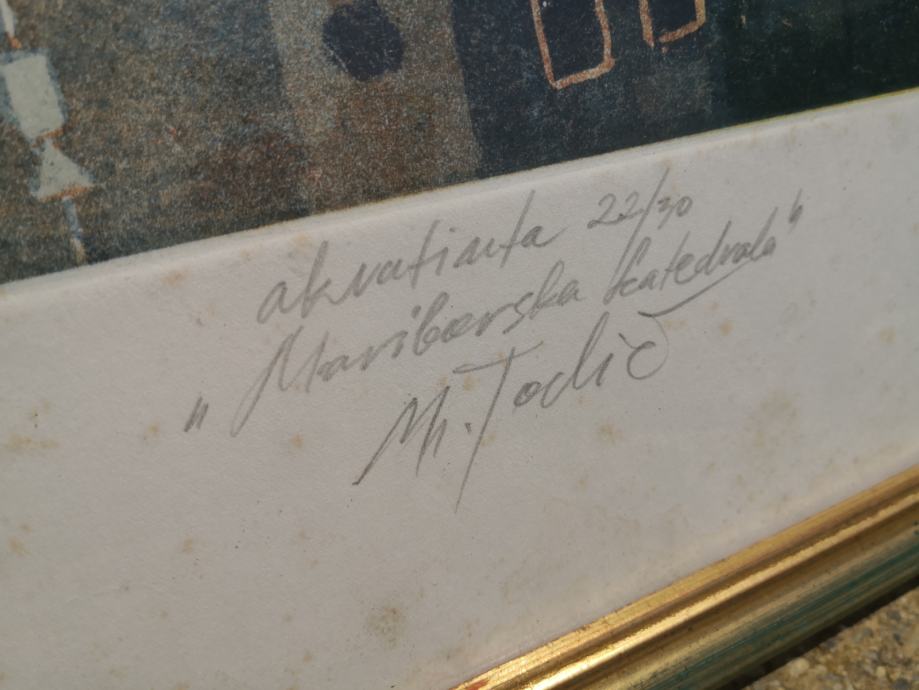 akvatinta 22/30
„Mariborska katedrala“
M. Todić